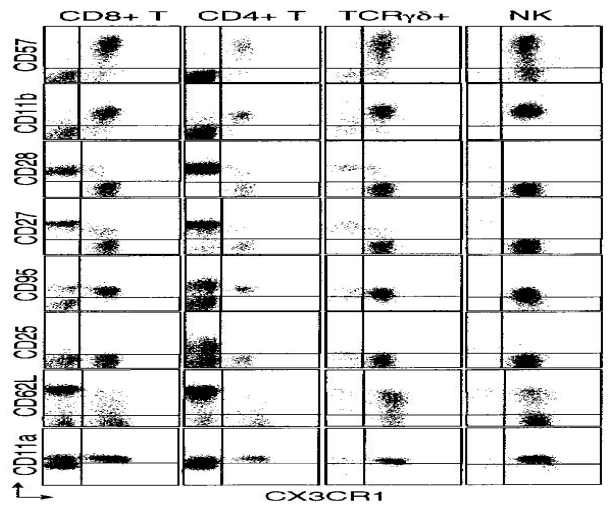 CD8+ T CD4+ T TCRγδ+ NK
CD57
CD11b
CD28
CD27
CD95
CD25
CD62L
CD11a
CX3CR1